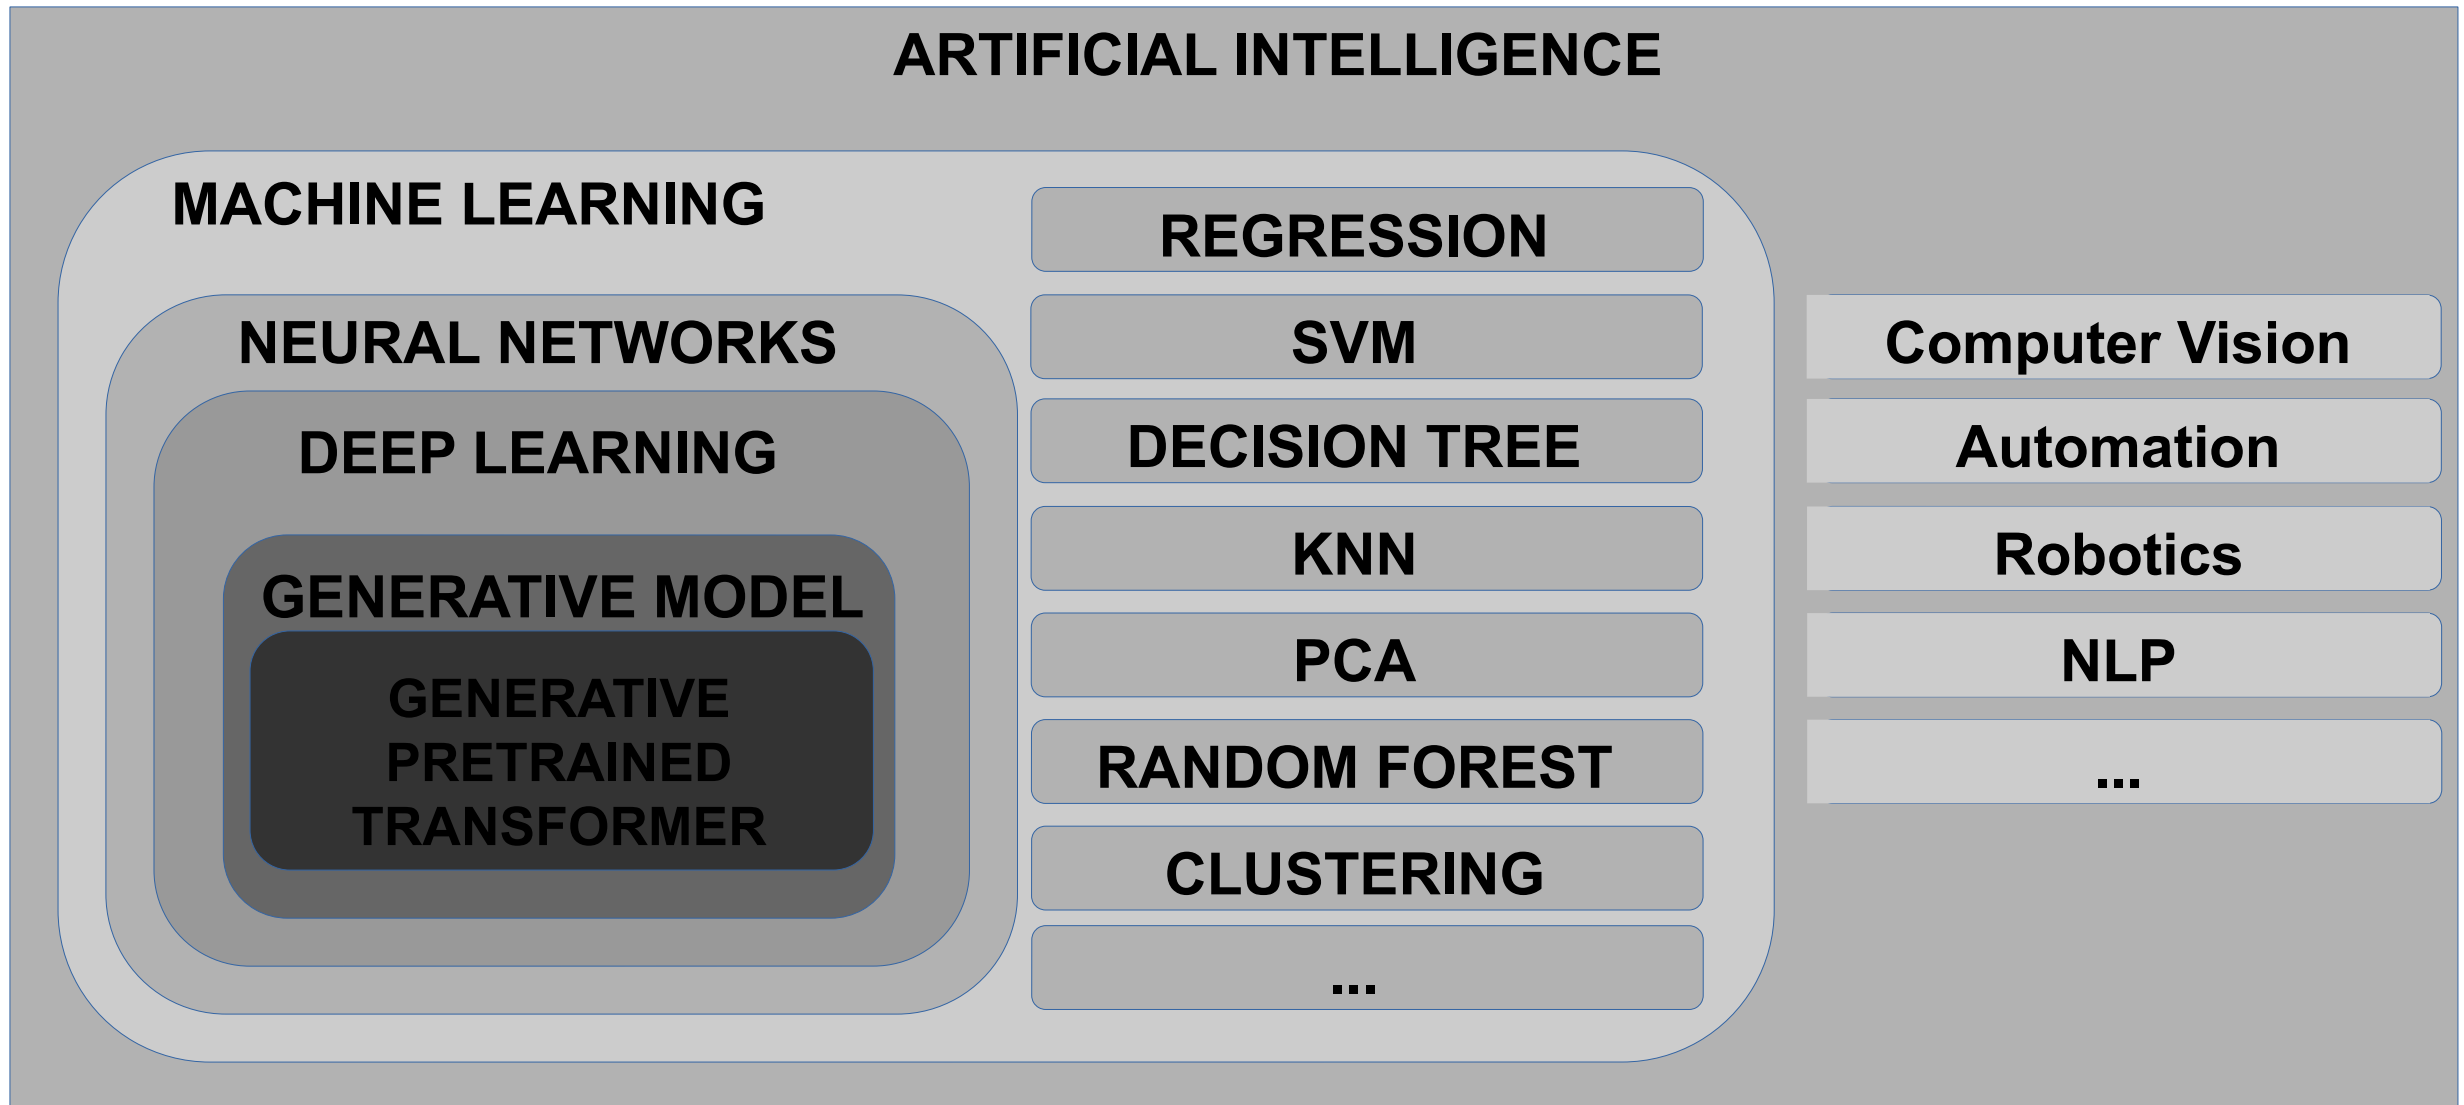 ARTIFICIAL INTELLIGENCE
MACHINE LEARNING
NEURAL NETWORKS
DEEP LEARNING
GENERATIVE MODEL
GENERATIVE
PRETRAINED
TRANSFORMER
REGRESSION
SVM
DECISION TREE
KNN
PCA
RANDOM FOREST
CLUSTERING
...
Computer Vision
Automation
Robotics
NLP
...